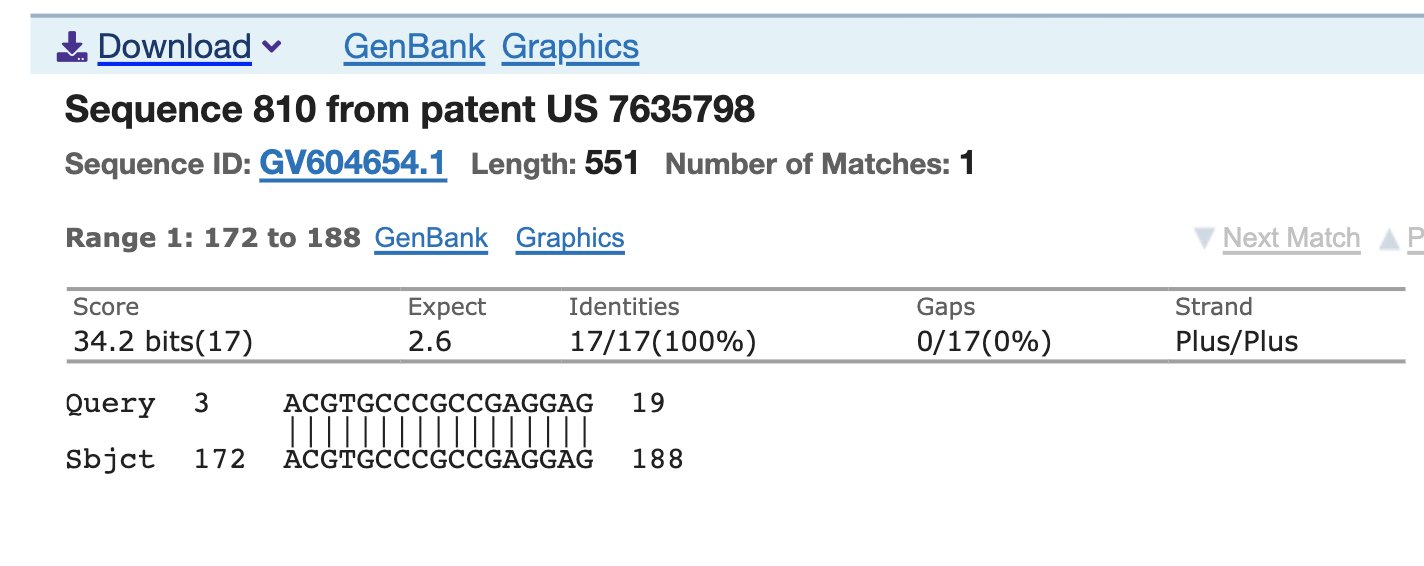 Download GenBank Graphics
Sequence 810 from patent US 7635798
Sequence ID: GV604654.1 Length: 551 Number of Matches: 1
Range 1: 172 to 188 GenBank Graphics ▼ Next Match ▲ P
Score Expect Identities Gaps Strand
34.2 bits(17) 2.6 17/17(100%) 0/17(0%) Plus/Plus
Query 3 ACGTGCCCGCCGAGGAG 19
|||||||||||||||||
Sbjct 172 ACGTGCCCGCCGAGGAG 188